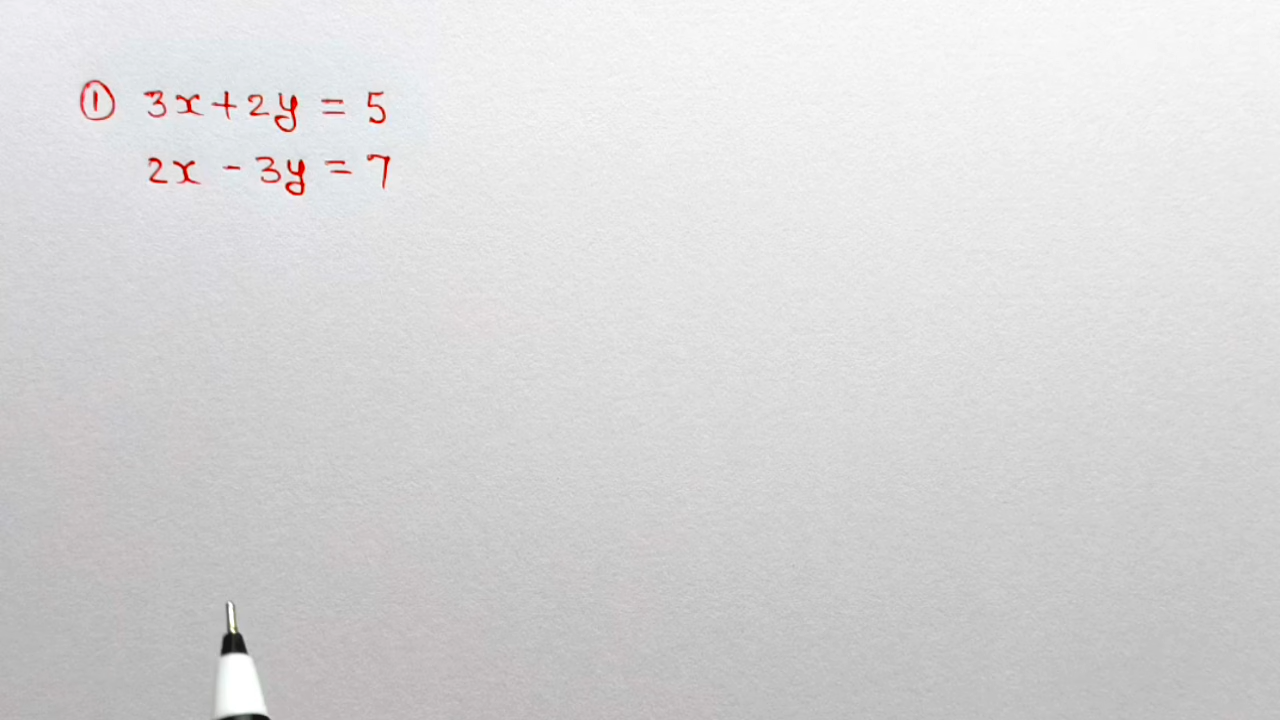 ① 3x + 2y = 5
2x - 3y = 7